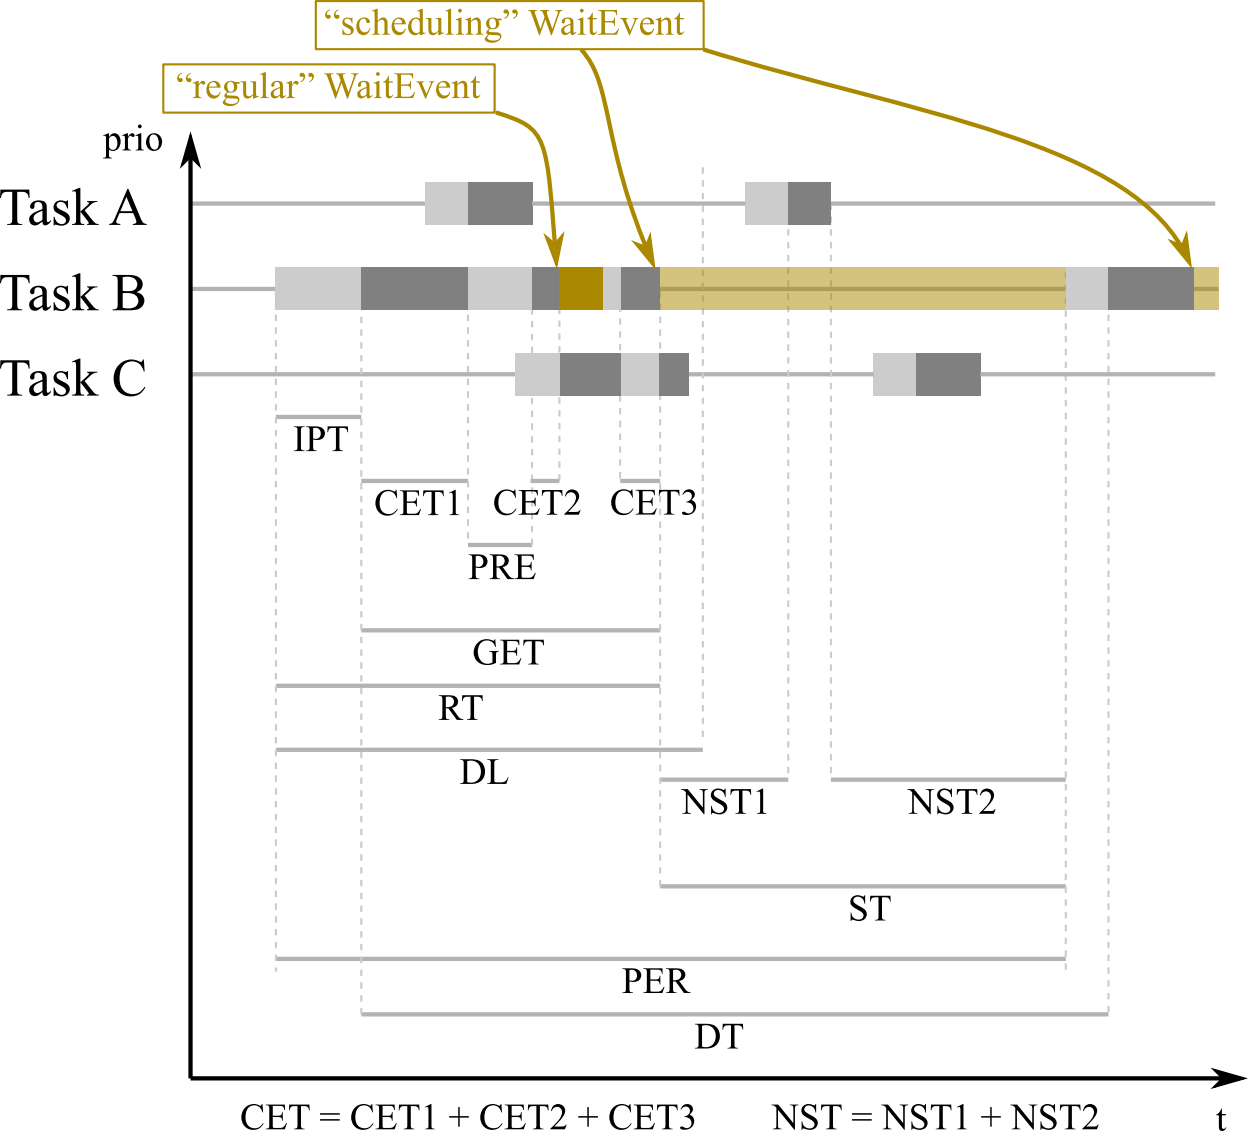 “scheduling” WaitEvent
“regular” WaitEvent
prio
Task A
Task B
Task C
IPT
CET1 CET2 CET3
PRE
GET
RT
DL
NST1 NST2
ST
PER
DT
CET = CET1 + CET2 + CET3 NST = NST1 + NST2 t